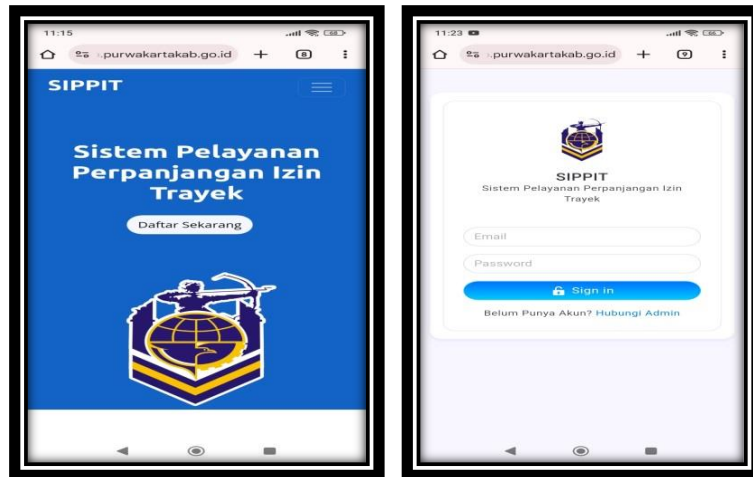 11:15
.purwakartakab.go.id
8
SIPPIT
Sistem Pelayanan
Perpanjangan Izin
Trayek
Daftar Sekarang
11:23
.purwakartakab.go.id
9
SIPPIT
Sistem Pelayanan Perpanjangan Izin
Trayek
Email
Password
Sign in
Belum Punya Akun? Hubungi Admin